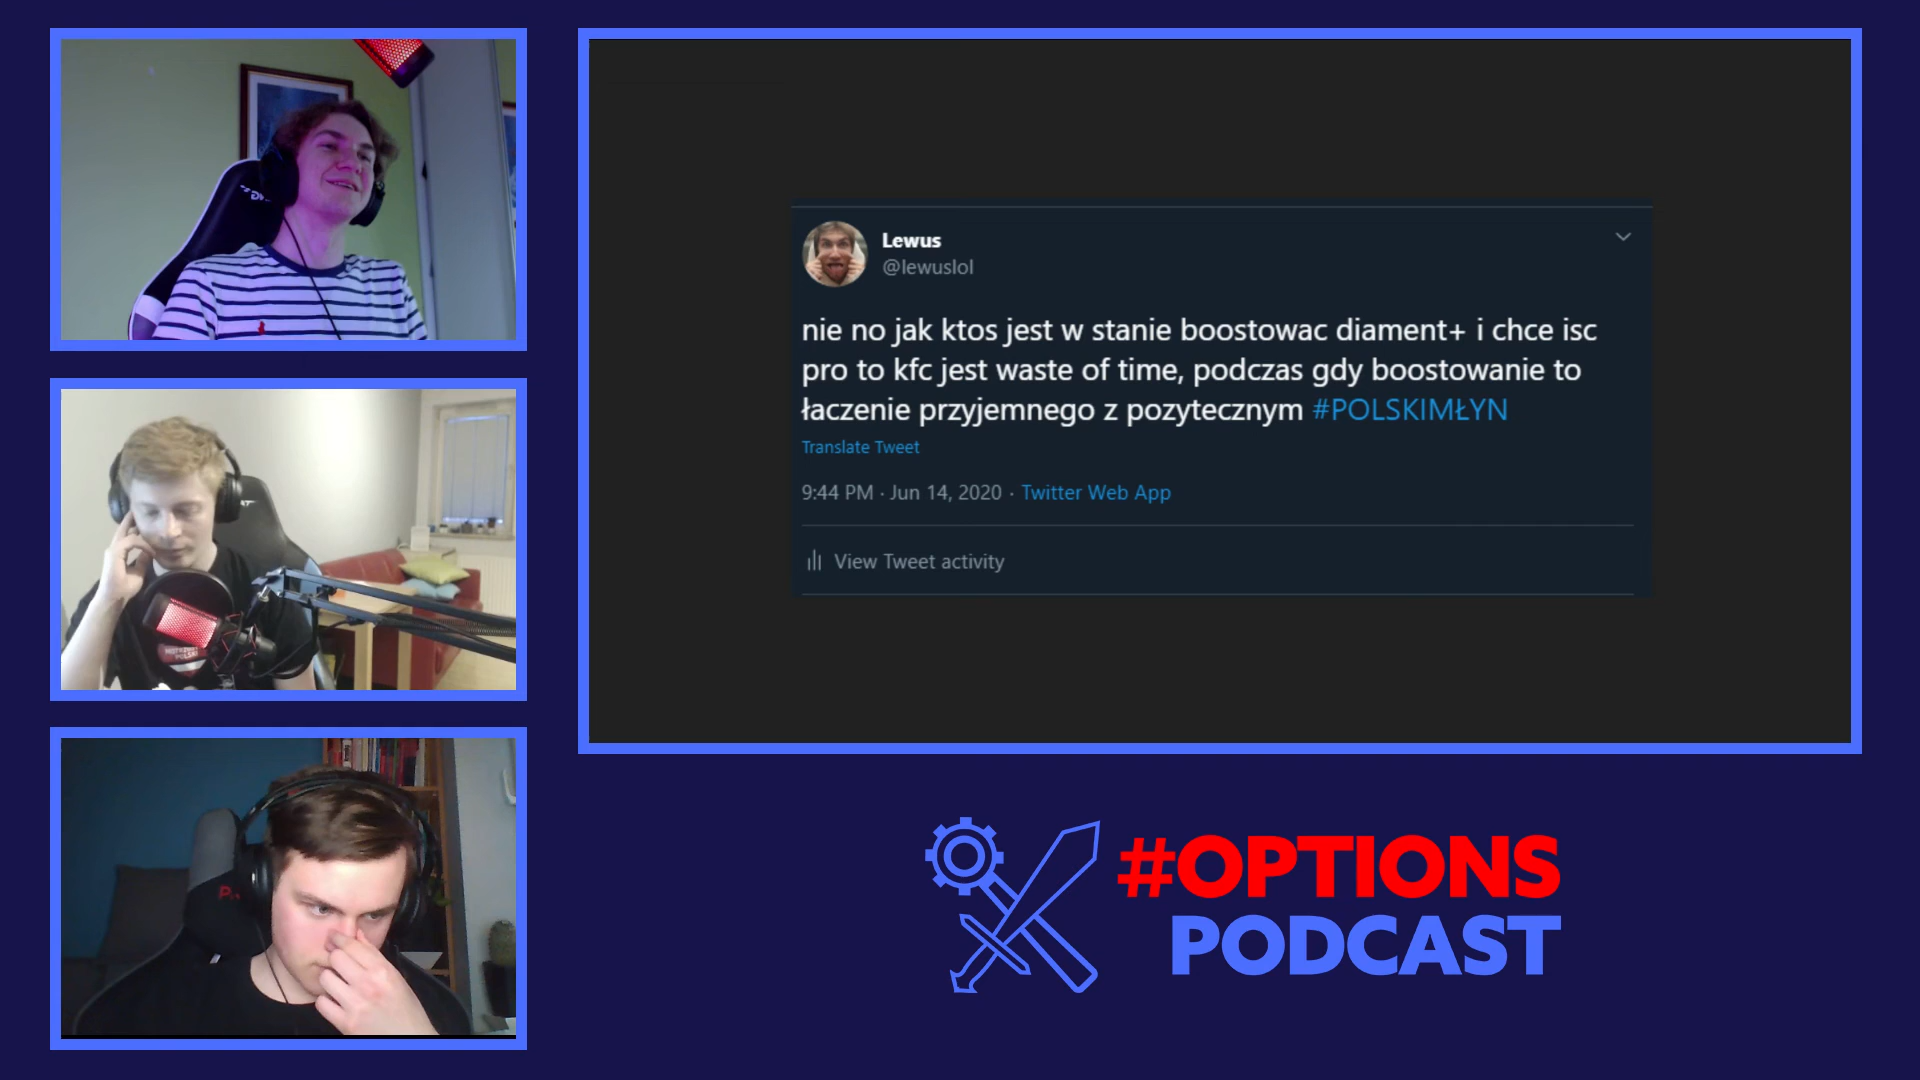 Lewus
@lewuslol
nie no jak ktos jest w stanie boostowac diament+ i chce isc
pro to kfc jest waste of time, podczas gdy boostowanie to
łaczenie przyjemnego z pozytecznym #POLSKIMŁYN
Translate Tweet
9:44 PM · Jun 14, 2020 · Twitter Web App
View Tweet activity
#OPTIONS
PODCAST